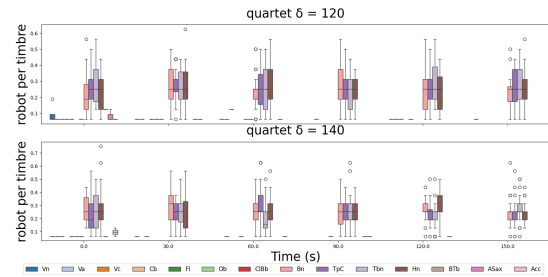 quartet δ = 120
robot per timbre
0.6
0.5
0.4
0.3
0.2
0.1
quartet δ = 140
robot per timbre
0.7
0.6
0.5
0.4
0.3
0.2
0.1
0.0 30.0 60.0 90.0 120.0 150.0
Time (s)
Vn Va Vc Cb Fl Ob ClBb Bn TpC Tbn Hn BTb ASax Acc